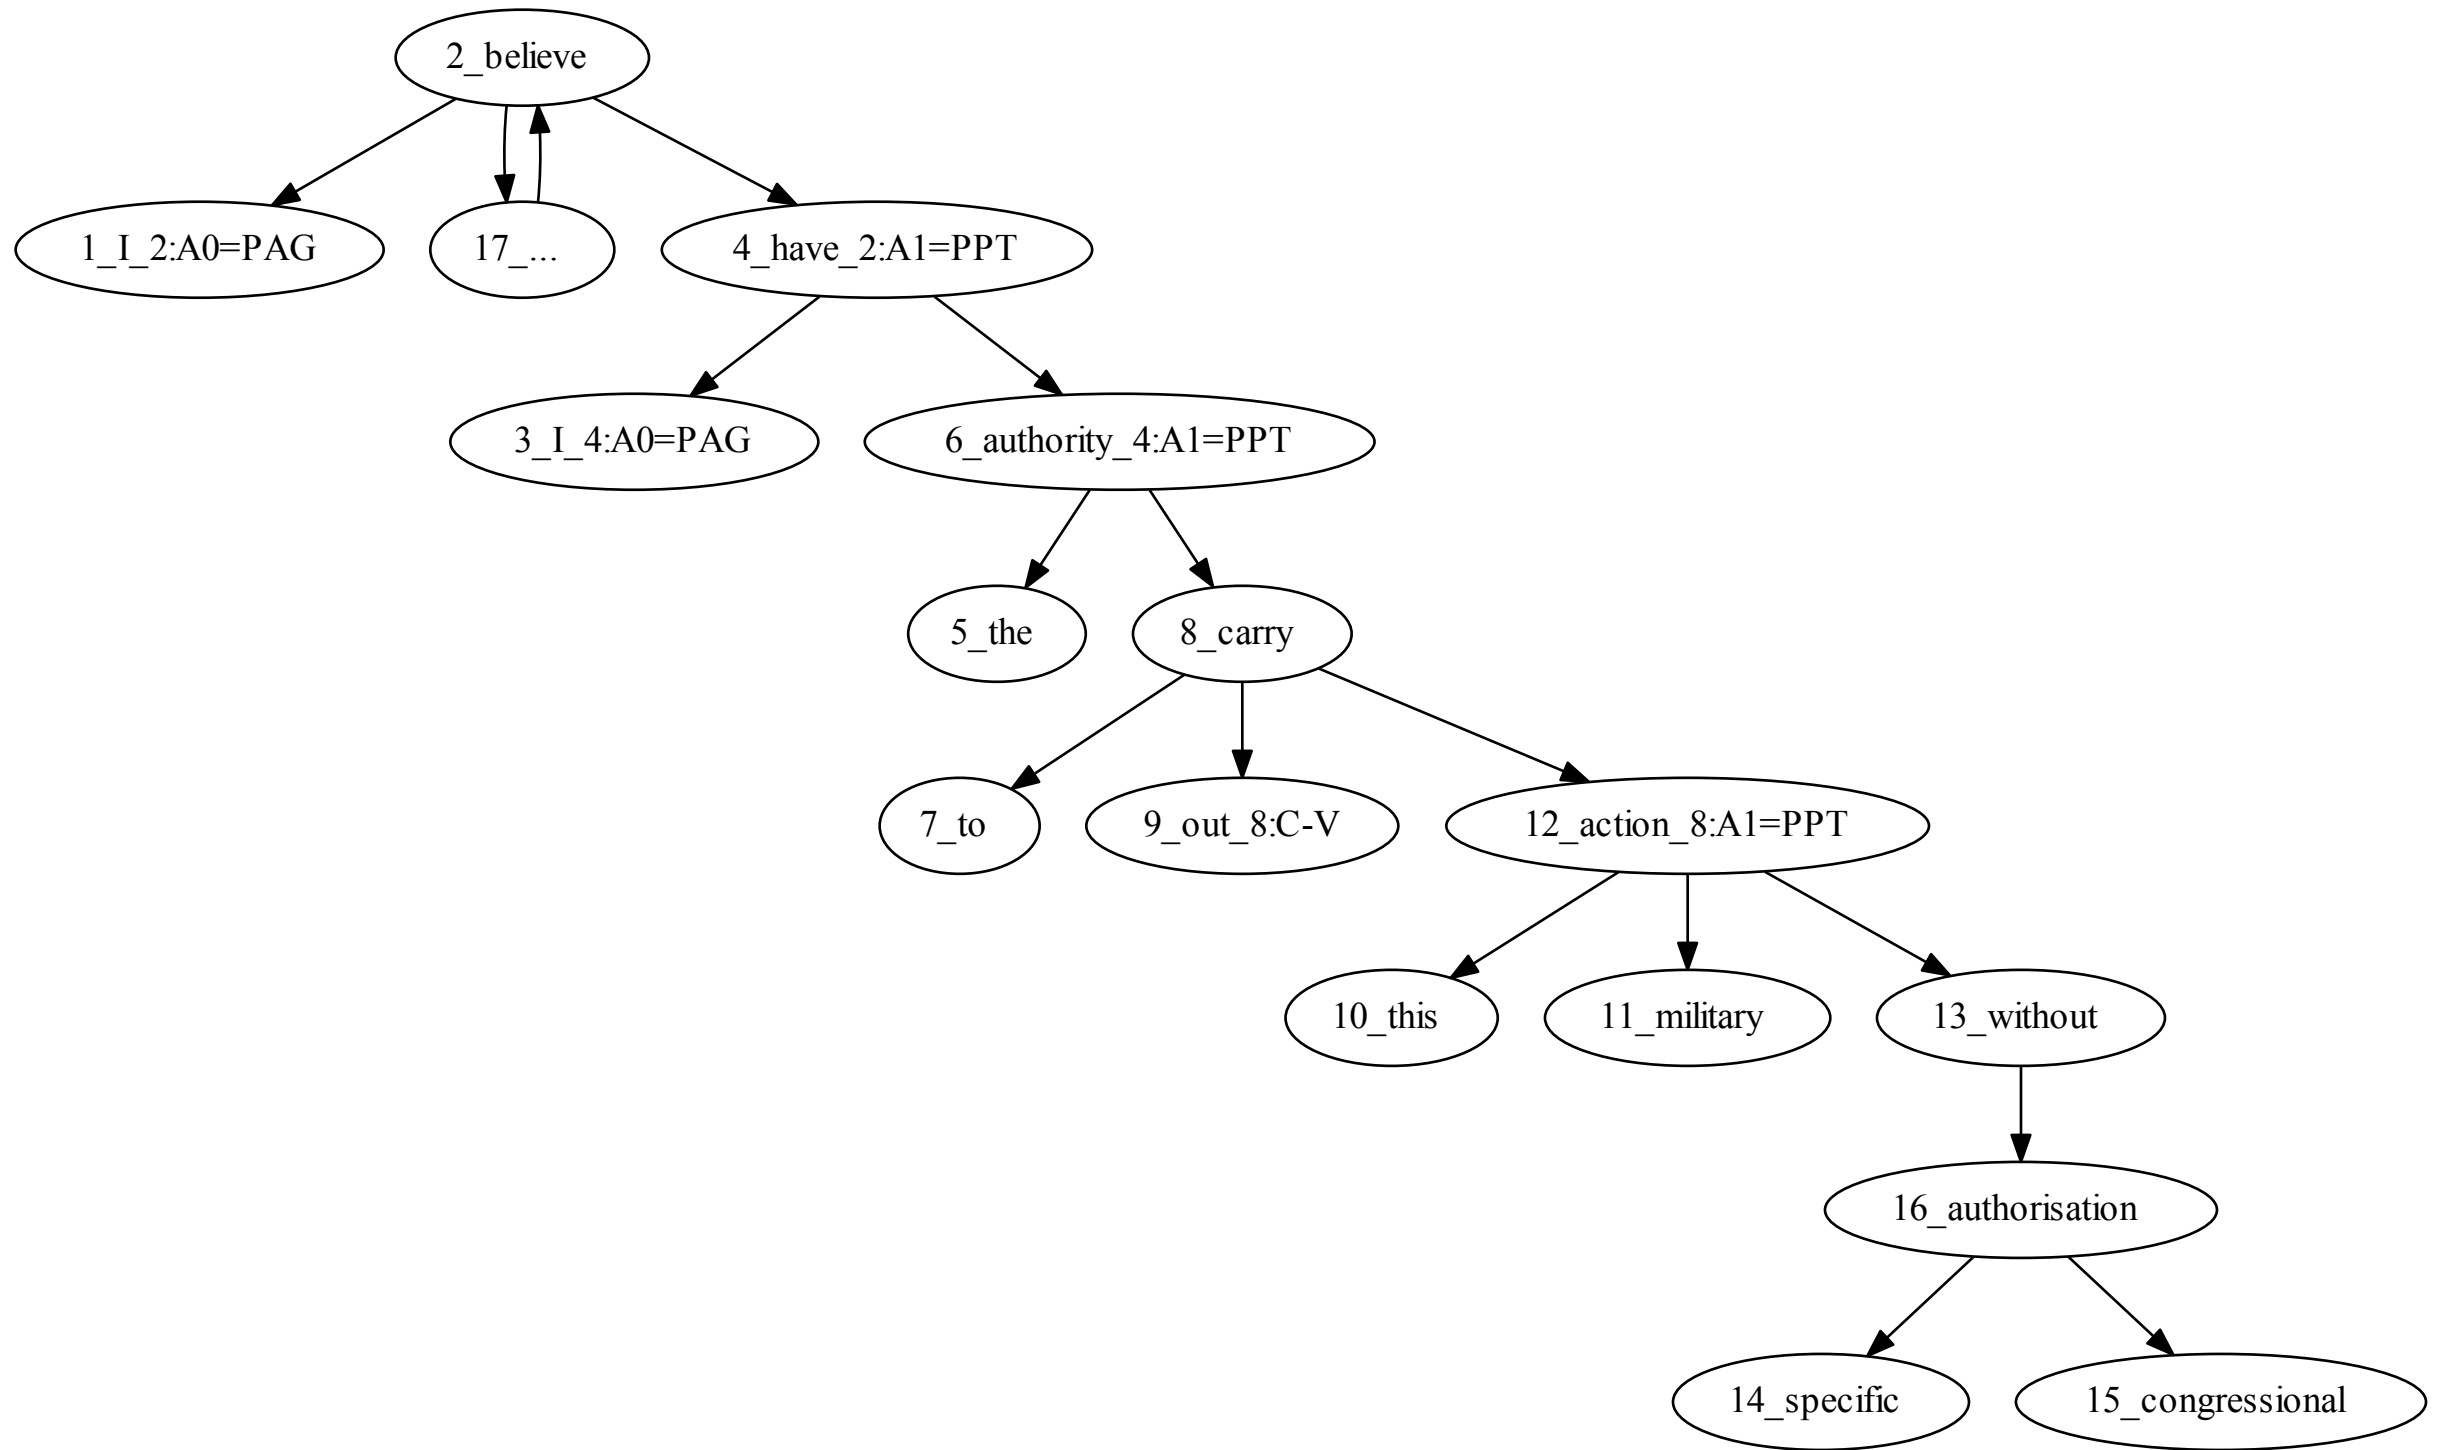 2_believe
1_I_2:A0=PAG
17_...
4_have_2:A1=PPT
3_I_4:A0=PAG
6_authority_4:A1=PPT
5_the
8_carry
7_to
9_out_8:C-V
12_action_8:A1=PPT
10_this
11_military
13_without
16_authorisation
14_specific
15_congressional